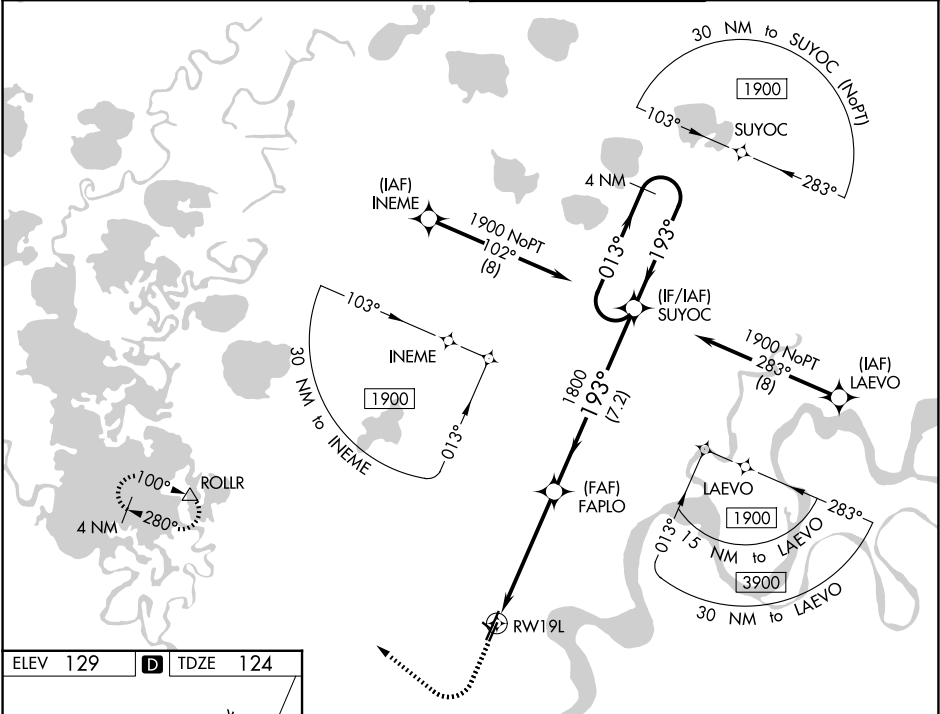 30 NM to SUYOC (NoPT)
1900
103°
SUYOC
283°
4 NM
(IAF)
INEME
1900 NoPT
102°
(8)
013°
193°
(IF/IAF)
SUYOC
103°
INEME
1900
30 NM to INEME
013°
1800
193°
(7.2)
1900 NoPT
283°
(8)
(IAF)
LAEVO
LAEVO
1900
283°
013°
15 NM to LAEVO
3900
30 NM to LAEVO
100°
ROLLR
280°
4 NM
(FAF)
FAPLO
RW19L
ELEV 129 D TDZE 124